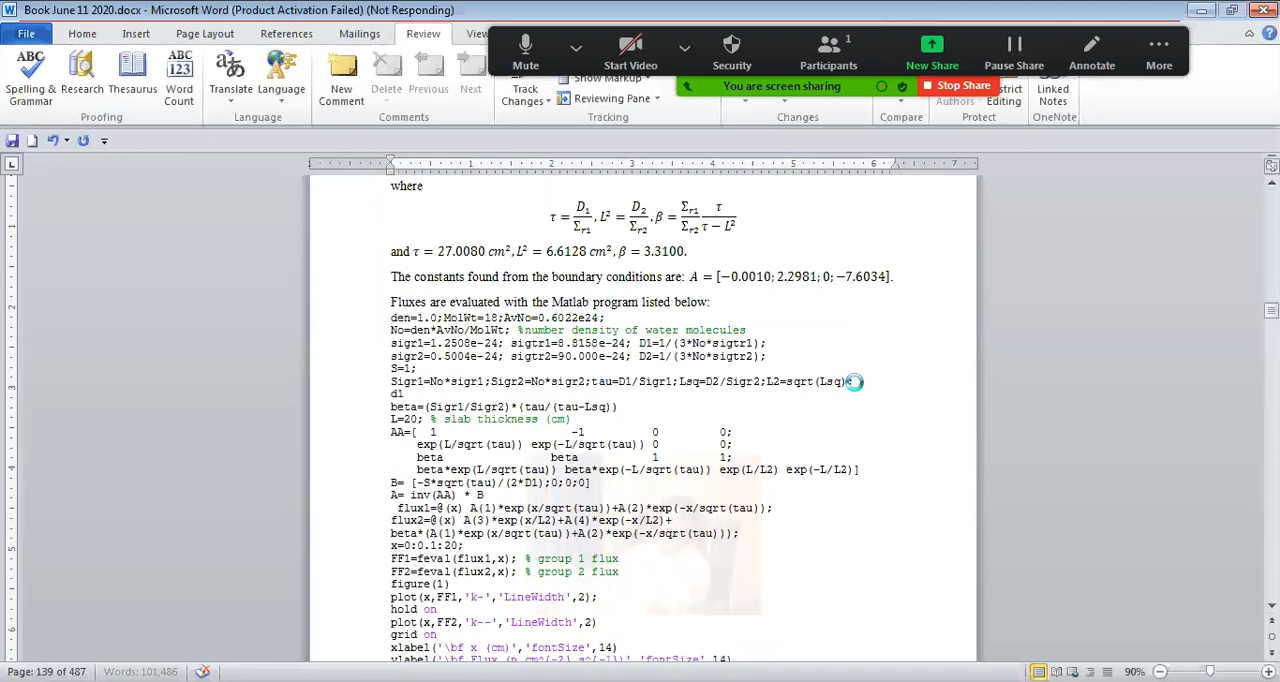 Book June 11 2020.docx - Microsoft Word (Product Activation Failed) (Not Responding)
File Home Insert Page Layout References Mailings Review
Mute Start Video Security Participants 1 New Share Pause Share Annotate More
You are screen sharing Stop Share
ABC Spelling & Grammar Research Thesaurus ABC 123 Word Count
Translate Language
New Comment Delete Previous Next
Track Changes Show Markup Reviewing Pane
Linked Notes
Proofing Language Comments Tracking Changes Compare Protect OneNote
Authors
where
τ = D₁/Σᵣ₁, L² = D₂/Σᵣ₂, β = Σᵣ₁/Σᵣ₂ τ/(τ − L²)
and τ = 27.0080 cm², L² = 6.6128 cm², β = 3.3100.
The constants found from the boundary conditions are: A = [−0.0010; 2.2981; 0; −7.6034].
Fluxes are evaluated with the Matlab program listed below:
den=1.0;MolWt=18;AvNo=0.6022e24;
No=den*AvNo/MolWt; %number density of water molecules
sigr1=1.2508e-24; sigtr1=8.8158e-24; D1=1/(3*No*sigtr1);
sigr2=0.5004e-24; sigtr2=90.000e-24; D2=1/(3*No*sigtr2);
S=1;
Sigr1=No*sigr1;Sigr2=No*sigr2;tau=D1/Sigr1;Lsq=D2/Sigr2;L2=sqrt(Lsq)
d1
beta=(Sigr1/Sigr2)*(tau/(tau-Lsq))
L=20; % slab thickness (cm)
AA=[ 1 -1 0 0;
exp(L/sqrt(tau)) exp(-L/sqrt(tau)) 0 0;
beta beta 1 1;
beta*exp(L/sqrt(tau)) beta*exp(-L/sqrt(tau)) exp(L/L2) exp(-L/L2)]
B= [-S*sqrt(tau)/(2*D1);0;0;0]
A= inv(AA) * B
flux1=@(x) A(1)*exp(x/sqrt(tau))+A(2)*exp(-x/sqrt(tau));
flux2=@(x) A(3)*exp(x/L2)+A(4)*exp(-x/L2)+
beta*(A(1)*exp(x/sqrt(tau))+A(2)*exp(-x/sqrt(tau)));
x=0:0.1:20;
FF1=feval(flux1,x); % group 1 flux
FF2=feval(flux2,x); % group 2 flux
figure(1)
plot(x,FF1,'k-','LineWidth',2);
hold on
plot(x,FF2,'k--','LineWidth',2)
grid on
xlabel('\bf x (cm)','fontSize',14)
ylabel('\bf Flux (n cm^{-2} s^{-1})','fontSize',14)
Page: 139 of 487 Words: 101,486 90%